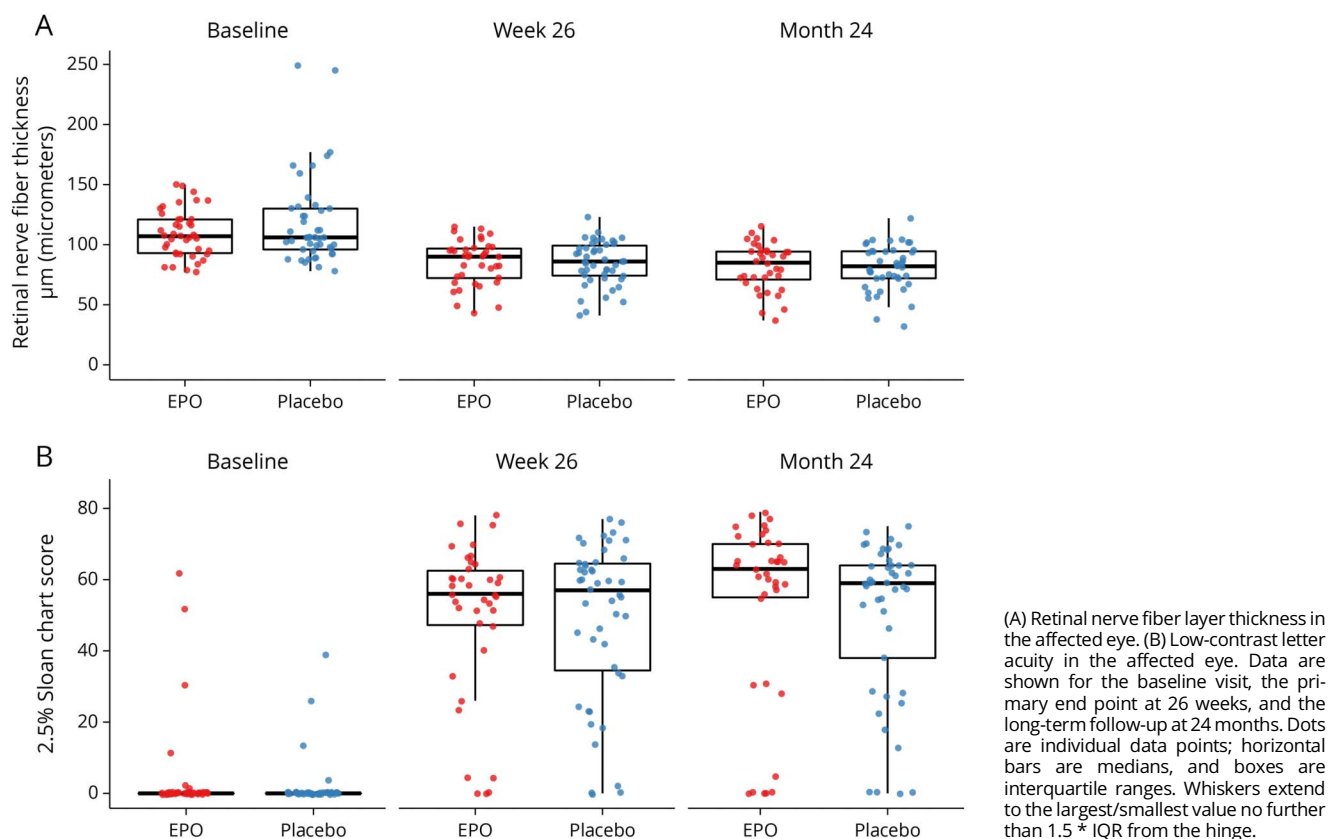 A
Baseline
Week 26
Month 24
Retinal nerve fiber thickness
μm (micrometers)
250
200
150
100
50
0
EPO
Placebo
EPO
Placebo
EPO
Placebo
B
Baseline
Week 26
Month 24
2.5% Sloan chart score
80
60
40
20
0
EPO
Placebo
EPO
Placebo
EPO
Placebo
(A) Retinal nerve fiber layer thickness in
the affected eye. (B) Low-contrast letter
acuity in the affected eye. Data are
shown for the baseline visit, the pri-
mary end point at 26 weeks, and the
long-term follow-up at 24 months. Dots
are individual data points; horizontal
bars are medians, and boxes are
interquartile ranges. Whiskers extend
to the largest/smallest value no further
than 1.5 * IQR from the hinge.